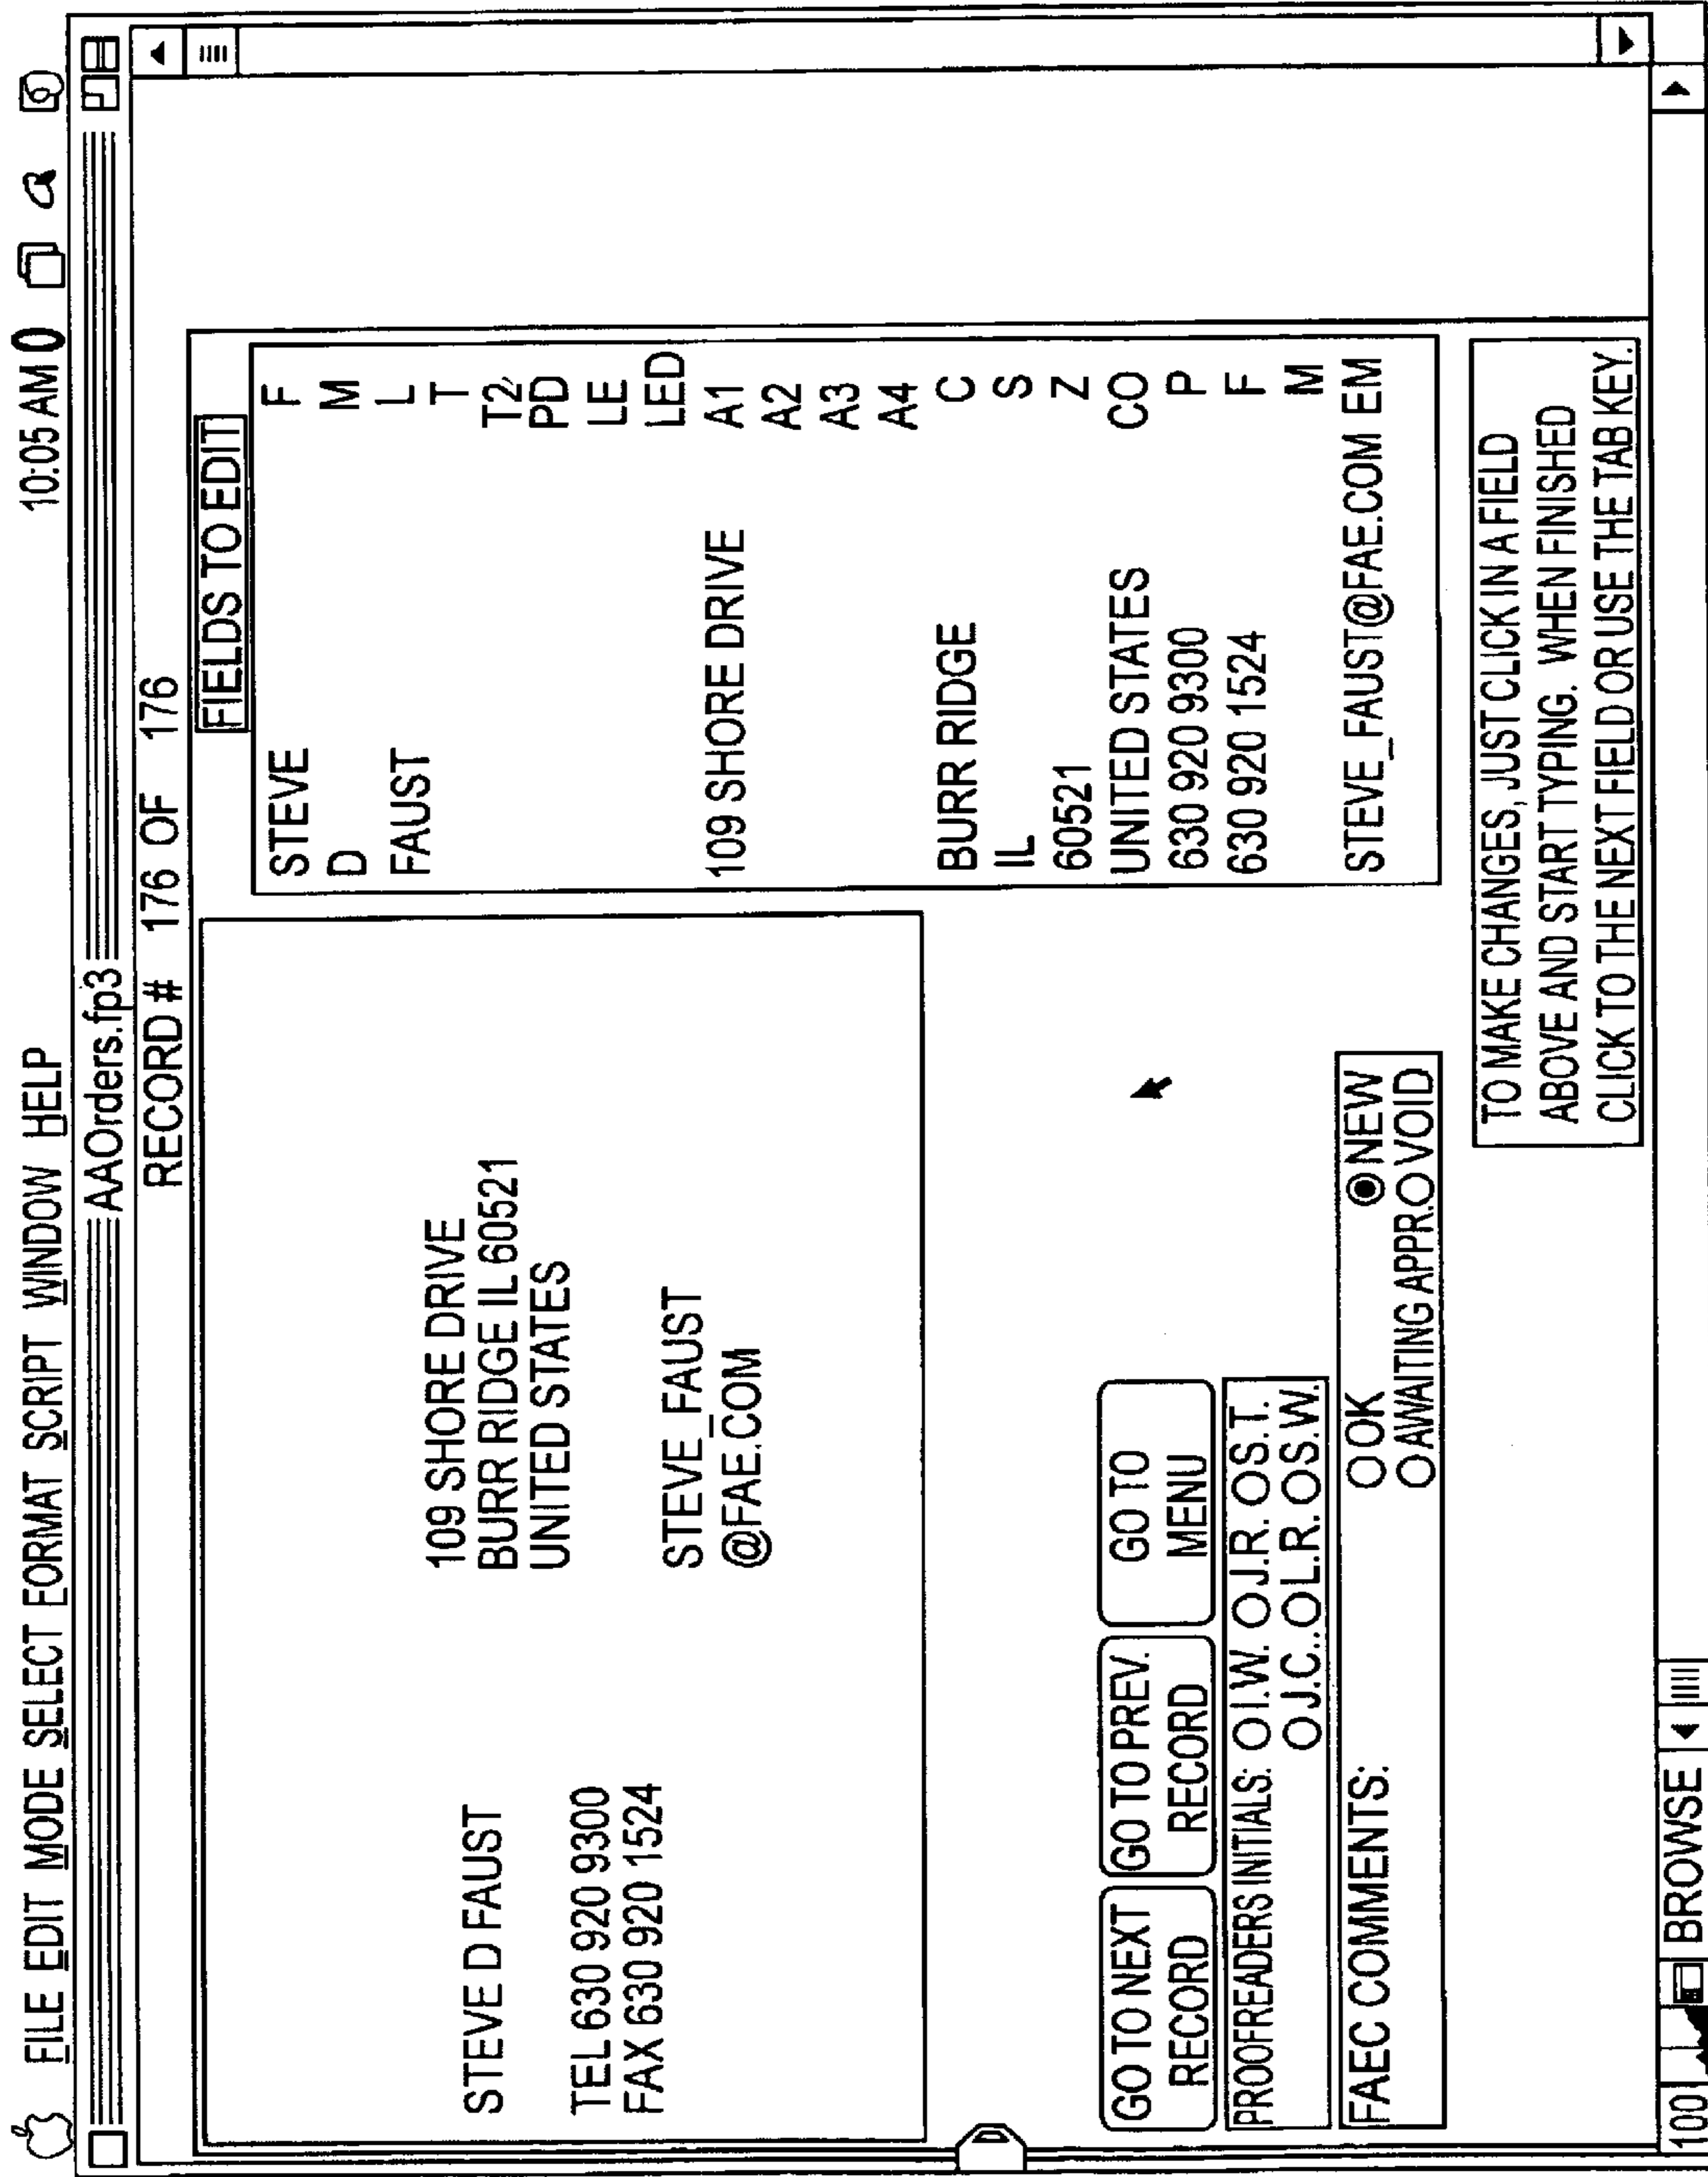 FILE EDIT MODE SELECT FORMAT SCRIPT WINDOW HELP 10:05 AM
AAOrders.fp3
RECORD # 176 OF 176
STEVE D FAUST
TEL 630 920 9300
FAX 630 920 1524
109 SHORE DRIVE
BURR RIDGE IL 60521
UNITED STATES
STEVE_FAUST
@FAE.COM
FIELDS TO EDIT
STEVE F
D M
FAUST L
T
T2
PD
LE
LED
109 SHORE DRIVE A1
A2
A3
A4
BURR RIDGE C
IL S
60521 Z
UNITED STATES CO
630 920 9300 P
630 920 1524 F
M
STEVE_FAUST@FAE.COM EM
GO TO NEXT RECORD
GO TO PREV. RECORD
GO TO MENU
PROOFREADERS INITIALS: O I.W. O J.R. O S.T.
O J.C.. O L.R. O S.W.
FAEC COMMENTS: O OK ◉ NEW
O AWAITING APPR. O VOID
TO MAKE CHANGES, JUST CLICK IN A FIELD
ABOVE AND START TYPING. WHEN FINISHED
CLICK TO THE NEXT FIELD OR USE THE TAB KEY.
100 BROWSE